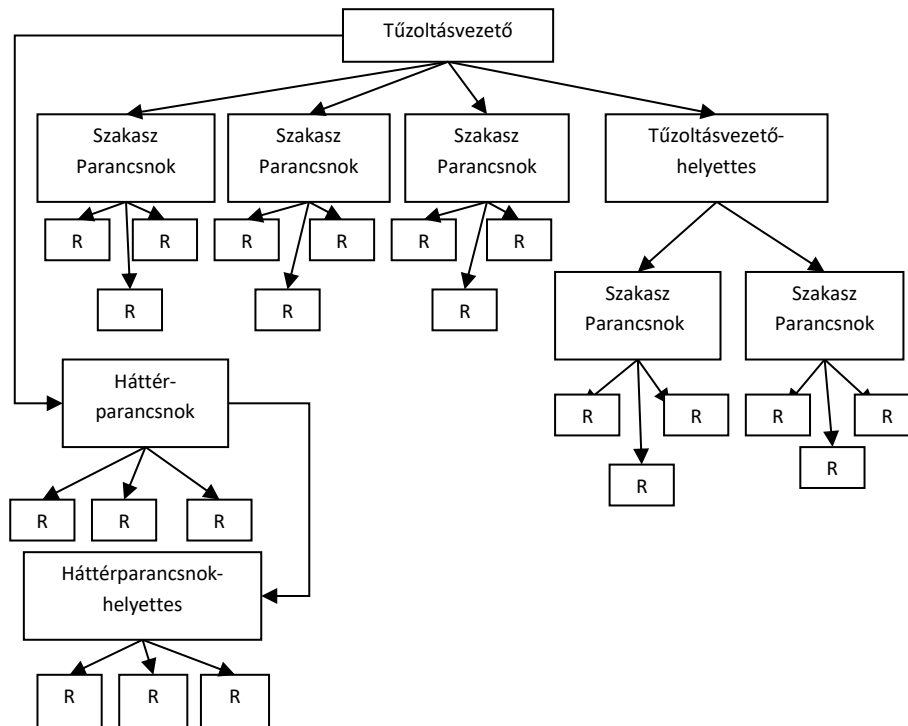 Tűzoltásvezető
Szakasz
Parancsnok
Szakasz
Parancsnok
Szakasz
Parancsnok
Tűzoltásvezető-
helyettes
R
R
R
R
R
R
R
R
R
Szakasz
Parancsnok
Szakasz
Parancsnok
R
R
R
R
R
R
Háttér-
parancsnok
R
R
R
Háttérparancsnok-
helyettes
R
R
R